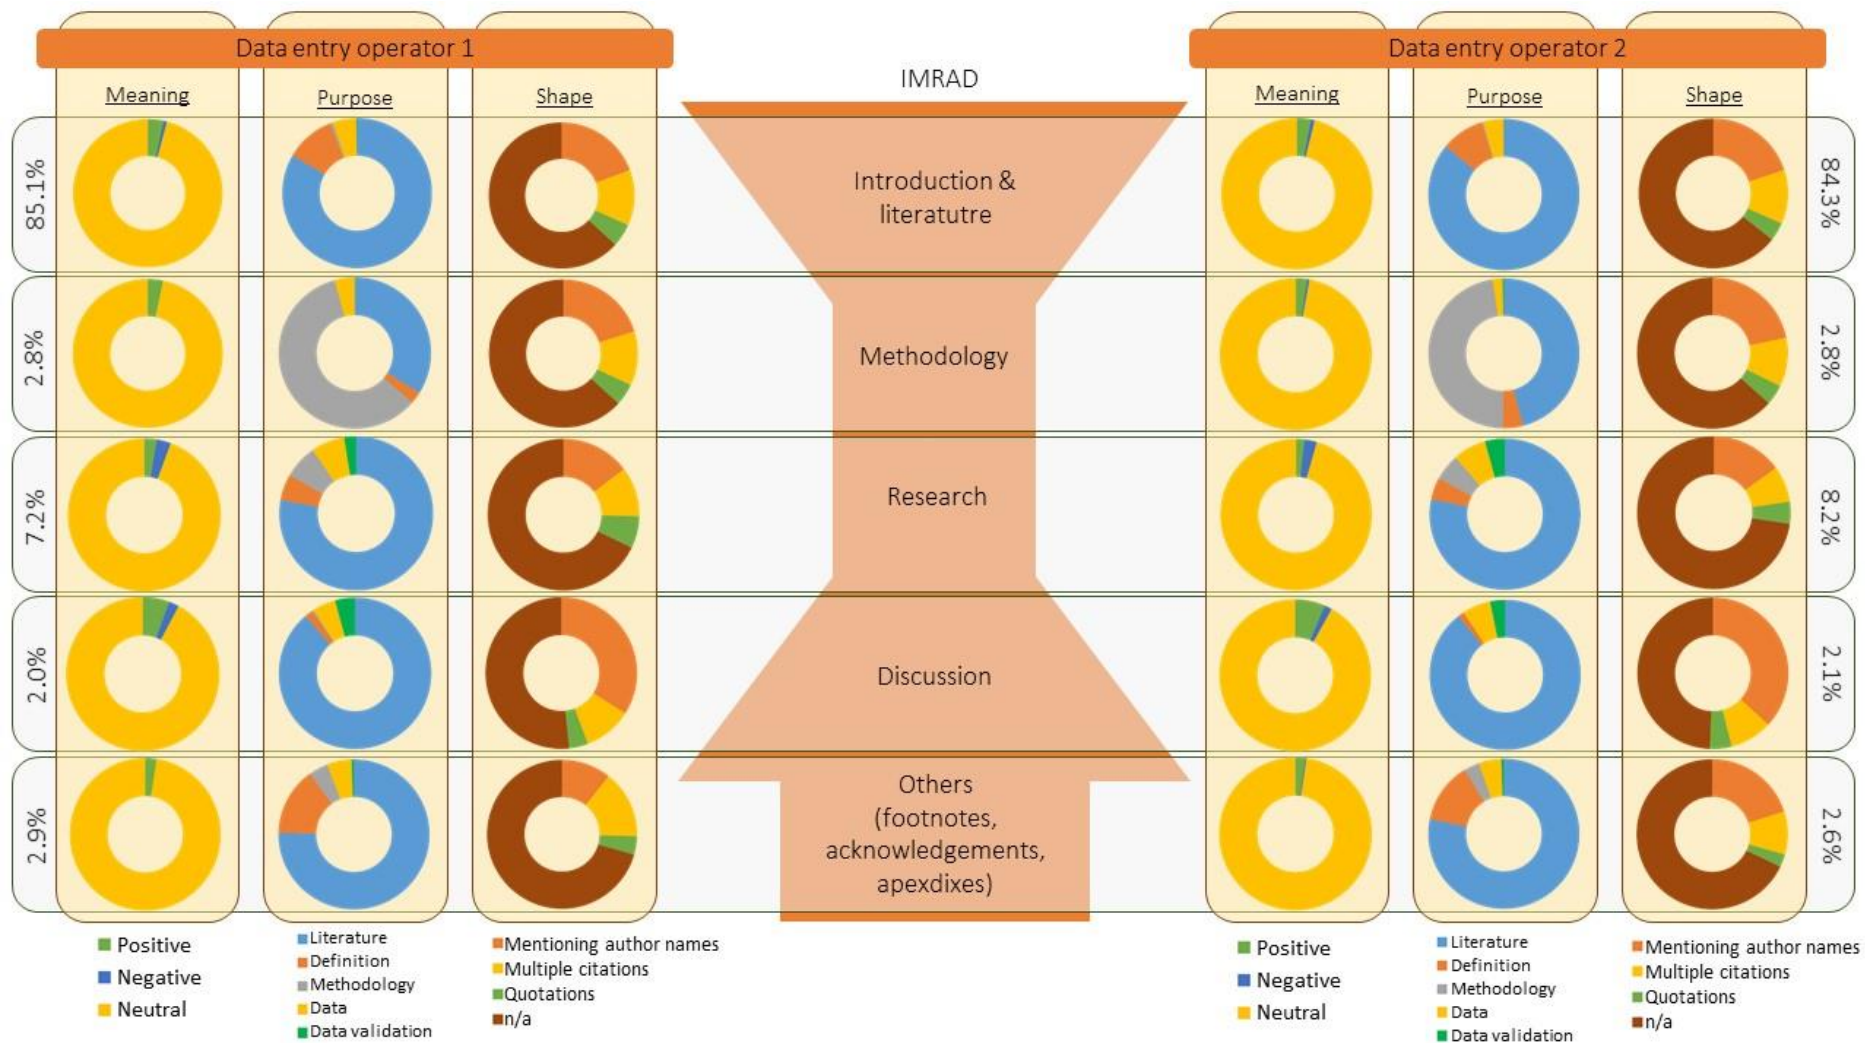 Data entry operator 1
Meaning
Purpose
Shape
85.1%
2.8%
7.2%
2.0%
2.9%
Positive
Negative
Neutral
Literature
Definition
Methodology
Data
Data validation
Mentioning author names
Multiple citations
Quotations
n/a
IMRAD
Introduction &
literatutre
Methodology
Research
Discussion
Others
(footnotes,
acknowledgements,
apexdixes)
Data entry operator 2
Meaning
Purpose
Shape
84.3%
2.8%
8.2%
2.1%
2.6%
Positive
Negative
Neutral
Literature
Definition
Methodology
Data
Data validation
Mentioning author names
Multiple citations
Quotations
n/a